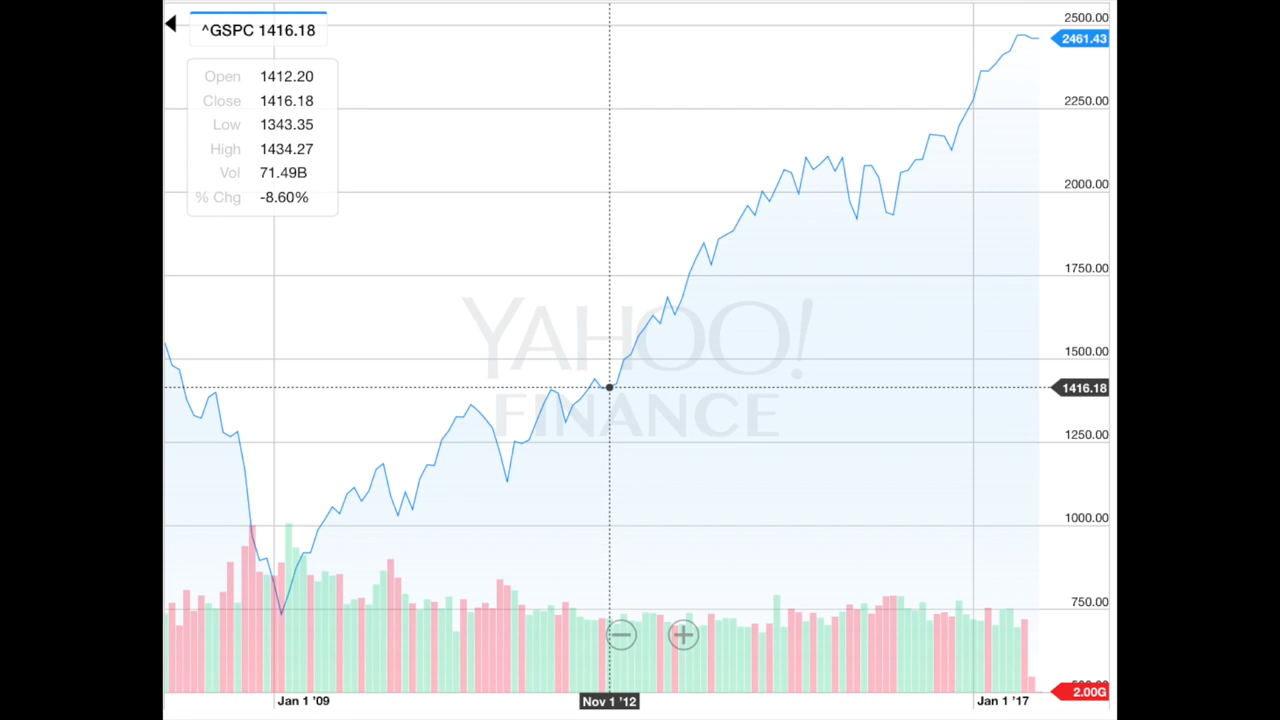 ^GSPC 1416.18
Open 1412.20
Close 1416.18
Low 1343.35
High 1434.27
Vol 71.49B
% Chg -8.60%
2500.00
2461.43
2250.00
2000.00
1750.00
1500.00
1416.18
1250.00
1000.00
750.00
2.00G
YAHOO!
FINANCE
Jan 1 '09
Nov 1 '12
Jan 1 '17